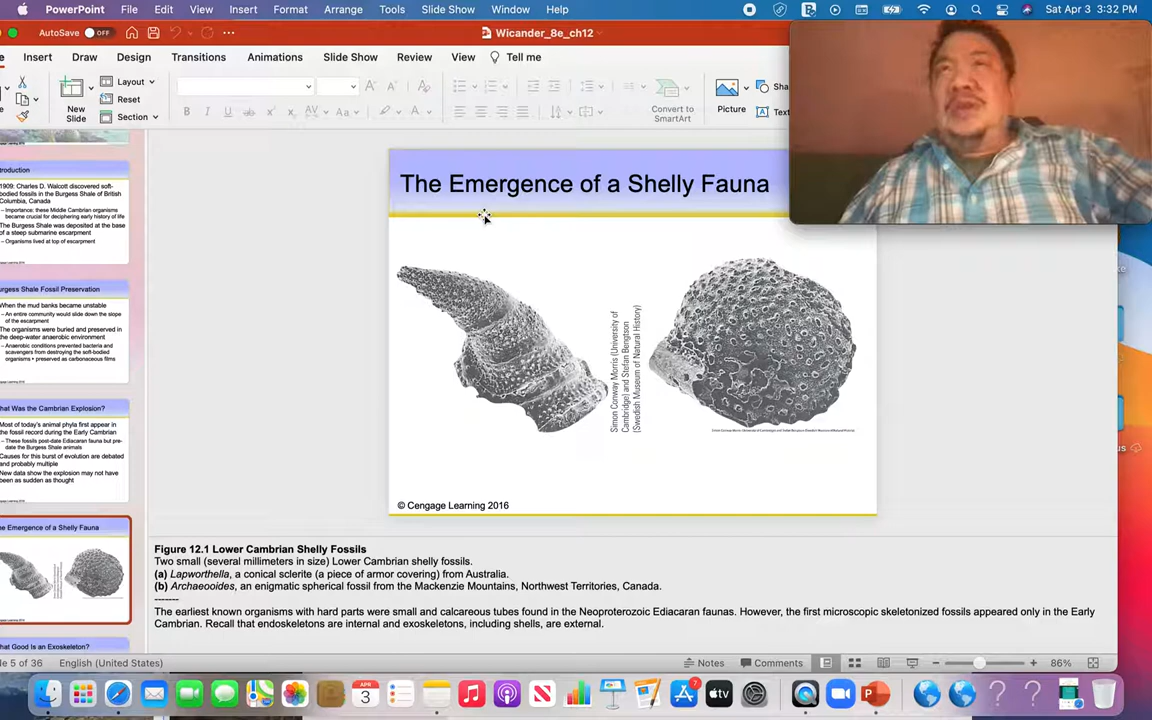 PowerPoint File Edit View Insert Format Arrange Tools Slide Show Window Help Sat Apr 3 3:32 PM
AutoSave OFF Wicander_8e_ch12
Insert Draw Design Transitions Animations Slide Show Review View Tell me
New Slide Layout Reset Section Convert to SmartArt Picture
The Emergence of a Shelly Fauna
Simon Conway Morris (University of
Cambridge) and Stefan Bengtson
(Swedish Museum of Natural History)
© Cengage Learning 2016
ntroduction
1909: Charles D. Walcott discovered soft-
bodied fossils in the Burgess Shale of British
Columbia, Canada
– Importance: these Middle Cambrian organisms
became crucial for deciphering early history of life
The Burgess Shale was deposited at the base
of a steep submarine escarpment
– Organisms lived at top of escarpment
urgess Shale Fossil Preservation
When the mud banks became unstable
– An entire community would slide down the slope
of the escarpment
The organisms were buried and preserved in
the deep-water anaerobic environment
– Anaerobic conditions prevented bacteria and
scavengers from destroying the soft-bodied
organisms • preserved as carbonaceous films
hat Was the Cambrian Explosion?
Most of today's animal phyla first appear in
the fossil record during the Early Cambrian
– These fossils post-date Ediacaran fauna but pre-
date the Burgess Shale animals
Causes for this burst of evolution are debated
and probably multiple
New data show the explosion may not have
been as sudden as thought
he Emergence of a Shelly Fauna
hat Good Is an Exoskeleton?
Figure 12.1 Lower Cambrian Shelly Fossils
Two small (several millimeters in size) Lower Cambrian shelly fossils.
(a) Lapworthella, a conical sclerite (a piece of armor covering) from Australia.
(b) Archaeooides, an enigmatic spherical fossil from the Mackenzie Mountains, Northwest Territories, Canada.
-------
The earliest known organisms with hard parts were small and calcareous tubes found in the Neoproterozoic Ediacaran faunas. However, the first microscopic skeletonized fossils appeared only in the Early
Cambrian. Recall that endoskeletons are internal and exoskeletons, including shells, are external.
le 5 of 36 English (United States) Notes Comments 86%
APR 3 tv